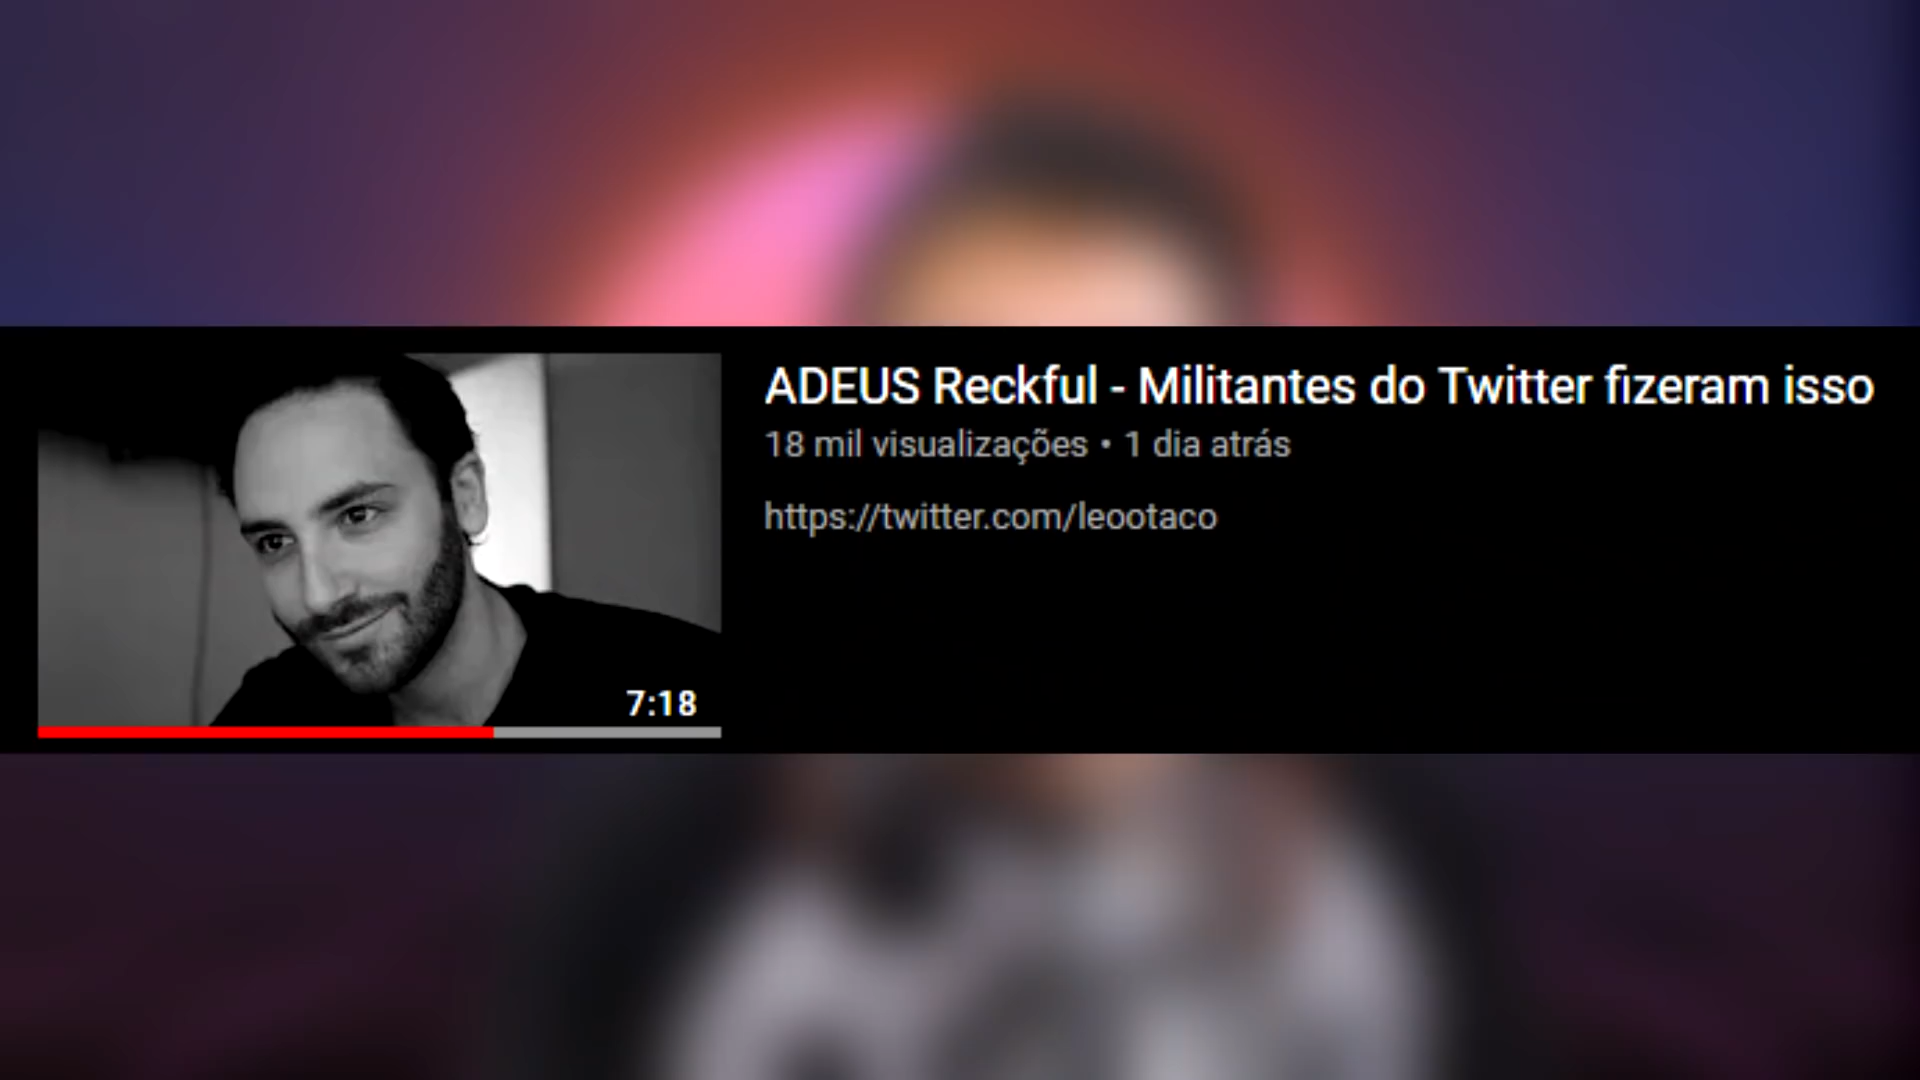 ADEUS Reckful - Militantes do Twitter fizeram isso
18 mil visualizações • 1 dia atrás
https://twitter.com/leootaco
7:18